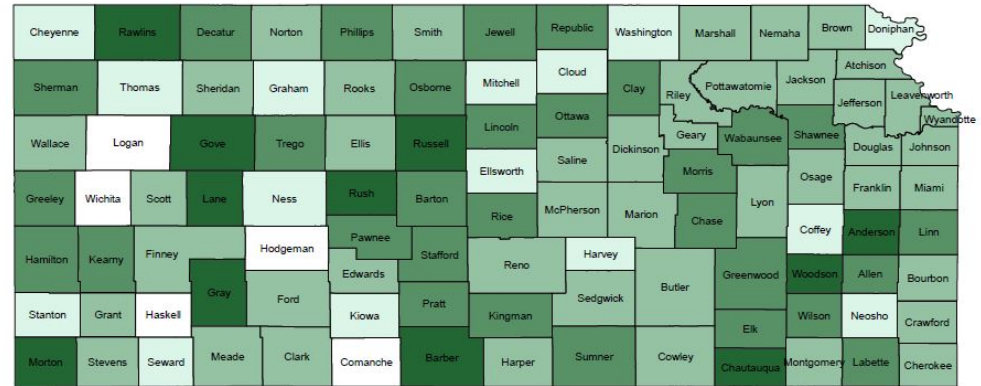 Cheyenne Rawlins Decatur Norton Phillips Smith Jewell Republic Washington Marshall Nemaha Brown Doniphan
Sherman Thomas Sheridan Graham Rooks Osborne Mitchell Cloud Clay Riley Pottawatomie Jackson Atchison
Jefferson Leavenworth Wyandotte
Wallace Logan Gove Trego Ellis Russell Lincoln Ottawa Saline Dickinson Geary Wabaunsee Shawnee Douglas Johnson
Greeley Wichita Scott Lane Ness Rush Barton Ellsworth Rice McPherson Marion Morris Chase Lyon Osage Franklin Miami
Hamilton Kearny Finney Hodgeman Pawnee Stafford Reno Harvey Butler Greenwood Coffey Anderson Linn
Gray Ford Edwards Pratt Kingman Sedgwick Woodson Allen Bourbon
Stanton Grant Haskell Kiowa Elk Wilson Neosho Crawford
Morton Stevens Seward Meade Clark Comanche Barber Harper Sumner Cowley Chautauqua Montgomery Labette Cherokee